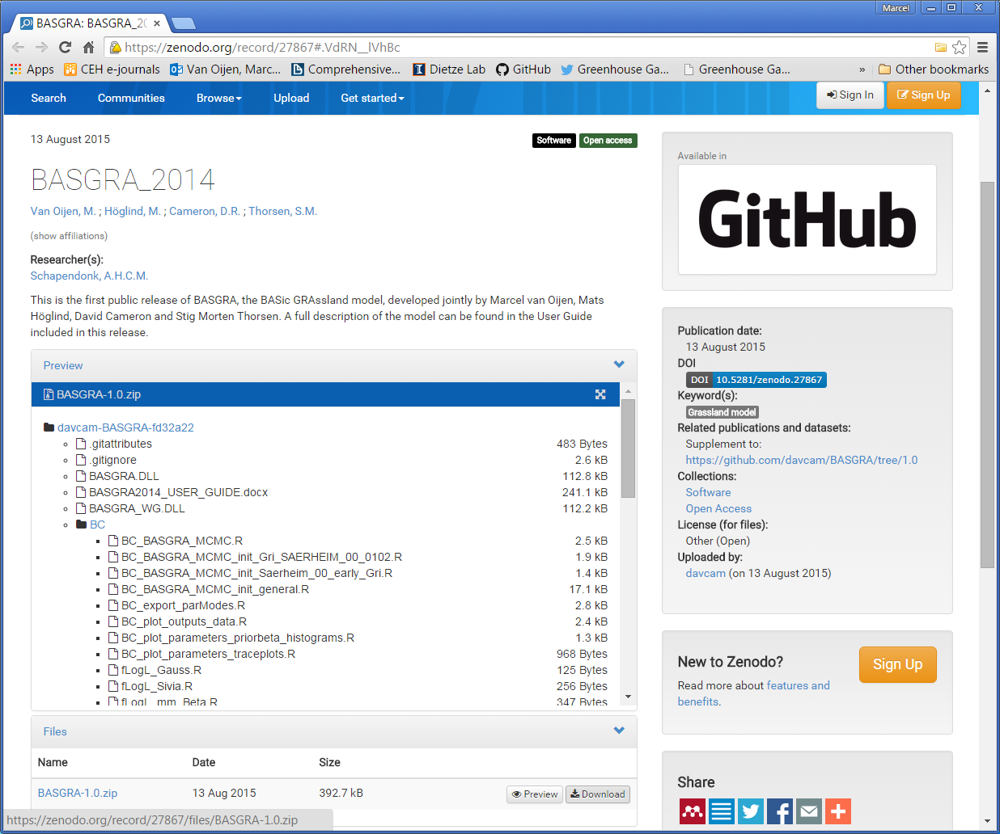 Marcel
BASGRA: BASGRA_20
https://zenodo.org/record/27867#.VdRN__lVhBc
Apps CEH e-journals Van Oijen, Marc... Comprehensive... Dietze Lab GitHub Greenhouse Ga... Greenhouse Ga... » Other bookmarks
Search Communities Browse Upload Get started Sign In Sign Up
13 August 2015 Software Open access
BASGRA_2014
Van Oijen, M. ; Höglind, M. ; Cameron, D.R. ; Thorsen, S.M.
(show affiliations)
Researcher(s):
Schapendonk, A.H.C.M.
This is the first public release of BASGRA, the BASic GRAssland model, developed jointly by Marcel van Oijen, Mats
Höglind, David Cameron and Stig Morten Thorsen. A full description of the model can be found in the User Guide
included in this release.
Preview
BASGRA-1.0.zip
davcam-BASGRA-fd32a22
.gitattributes 483 Bytes
.gitignore 2.6 kB
BASGRA.DLL 112.8 kB
BASGRA2014_USER_GUIDE.docx 241.1 kB
BASGRA_WG.DLL 112.2 kB
BC
BC_BASGRA_MCMC.R 2.5 kB
BC_BASGRA_MCMC_init_Gri_SAERHEIM_00_0102.R 1.9 kB
BC_BASGRA_MCMC_init_Saerheim_00_early_Gri.R 1.4 kB
BC_BASGRA_MCMC_init_general.R 17.1 kB
BC_export_parModes.R 2.8 kB
BC_plot_outputs_data.R 2.4 kB
BC_plot_parameters_priorbeta_histograms.R 1.3 kB
BC_plot_parameters_traceplots.R 968 Bytes
fLogL_Gauss.R 125 Bytes
fLogL_Sivia.R 256 Bytes
fLogL_mm_Beta.R 347 Bytes
Files
Name Date Size
BASGRA-1.0.zip 13 Aug 2015 392.7 kB Preview Download
https://zenodo.org/record/27867/files/BASGRA-1.0.zip
Available in
GitHub
Publication date:
13 August 2015
DOI
DOI 10.5281/zenodo.27867
Keyword(s):
Grassland model
Related publications and datasets:
Supplement to:
https://github.com/davcam/BASGRA/tree/1.0
Collections:
Software
Open Access
License (for files):
Other (Open)
Uploaded by:
davcam (on 13 August 2015)
New to Zenodo?
Sign Up
Read more about features and
benefits.
Share